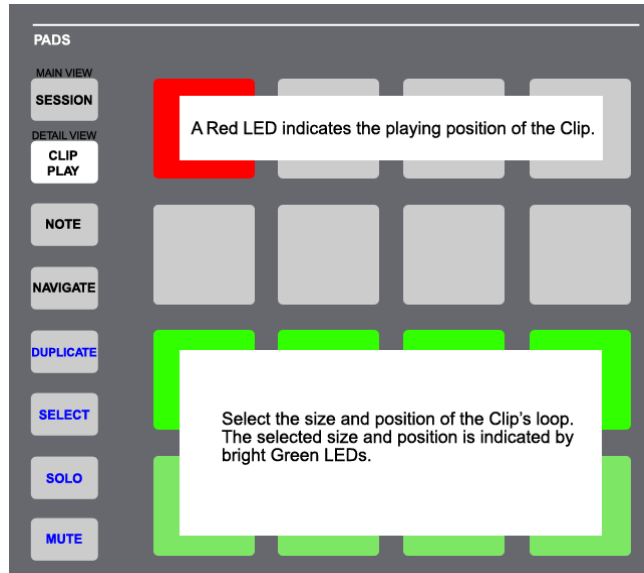 PADS
MAIN VIEW
SESSION
A Red LED indicates the playing position of the Clip.
DETAIL VIEW
CLIP
PLAY
NOTE
NAVIGATE
DUPLICATE
SELECT
Select the size and position of the Clip's loop.
The selected size and position is indicated by
bright Green LEDs.
SOLO
MUTE